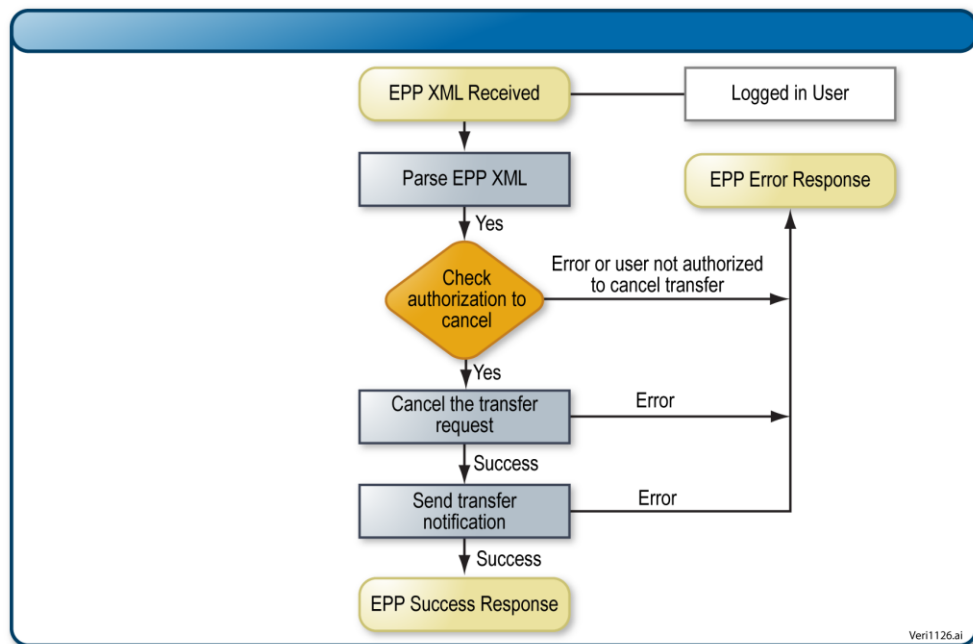 EPP XML Received
Logged in User
Parse EPP XML
EPP Error Response
Yes
Check
authorization to
cancel
Error or user not authorized
to cancel transfer
Yes
Cancel the transfer
request
Error
Success
Send transfer
notification
Error
Success
EPP Success Response
Veri1126.ai